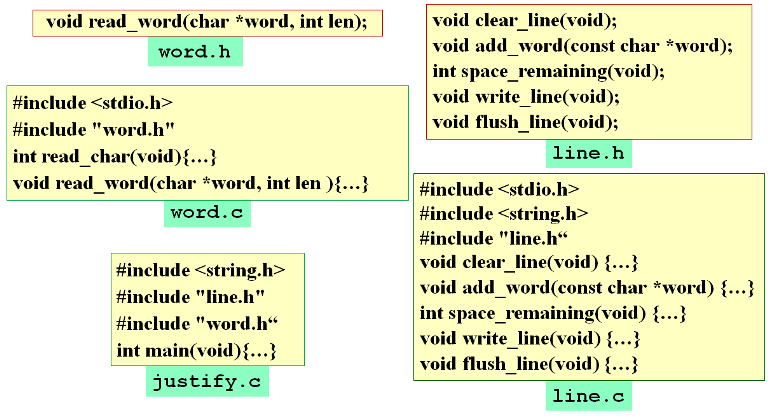 void read_word(char *word, int len);
word.h
#include <stdio.h>
#include "word.h"
int read_char(void){…}
void read_word(char *word, int len ){…}
word.c
#include <string.h>
#include "line.h"
#include "word.h“
int main(void){…}
justify.c
void clear_line(void);
void add_word(const char *word);
int space_remaining(void);
void write_line(void);
void flush_line(void);
line.h
#include <stdio.h>
#include <string.h>
#include "line.h“
void clear_line(void) {…}
void add_word(const char *word) {…}
int space_remaining(void) {…}
void write_line(void) {…}
void flush_line(void) {…}
line.c